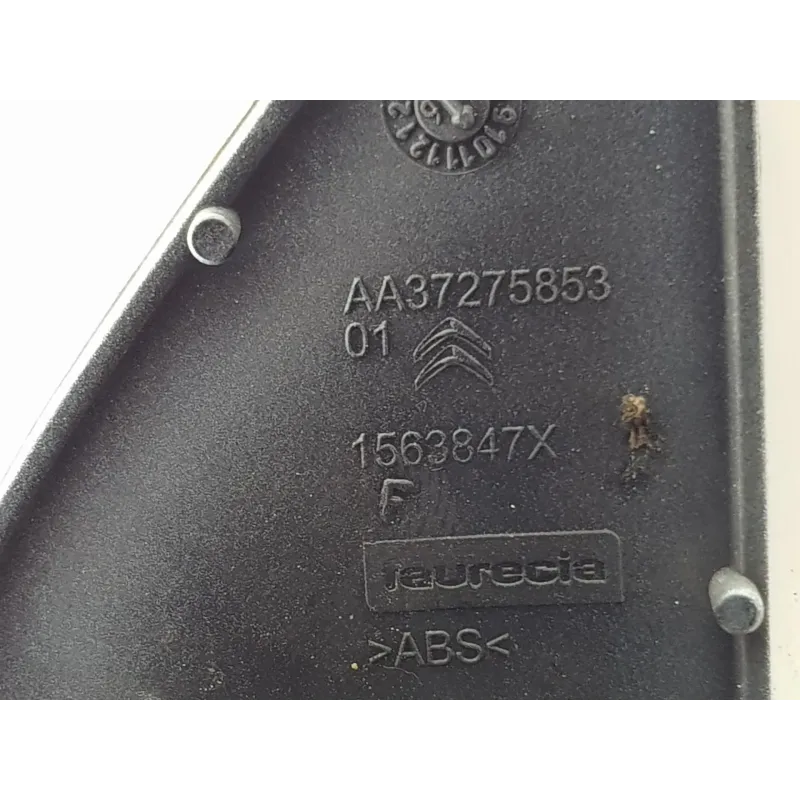 AA37275853
01
1563847X
F
faurecia
>ABS<